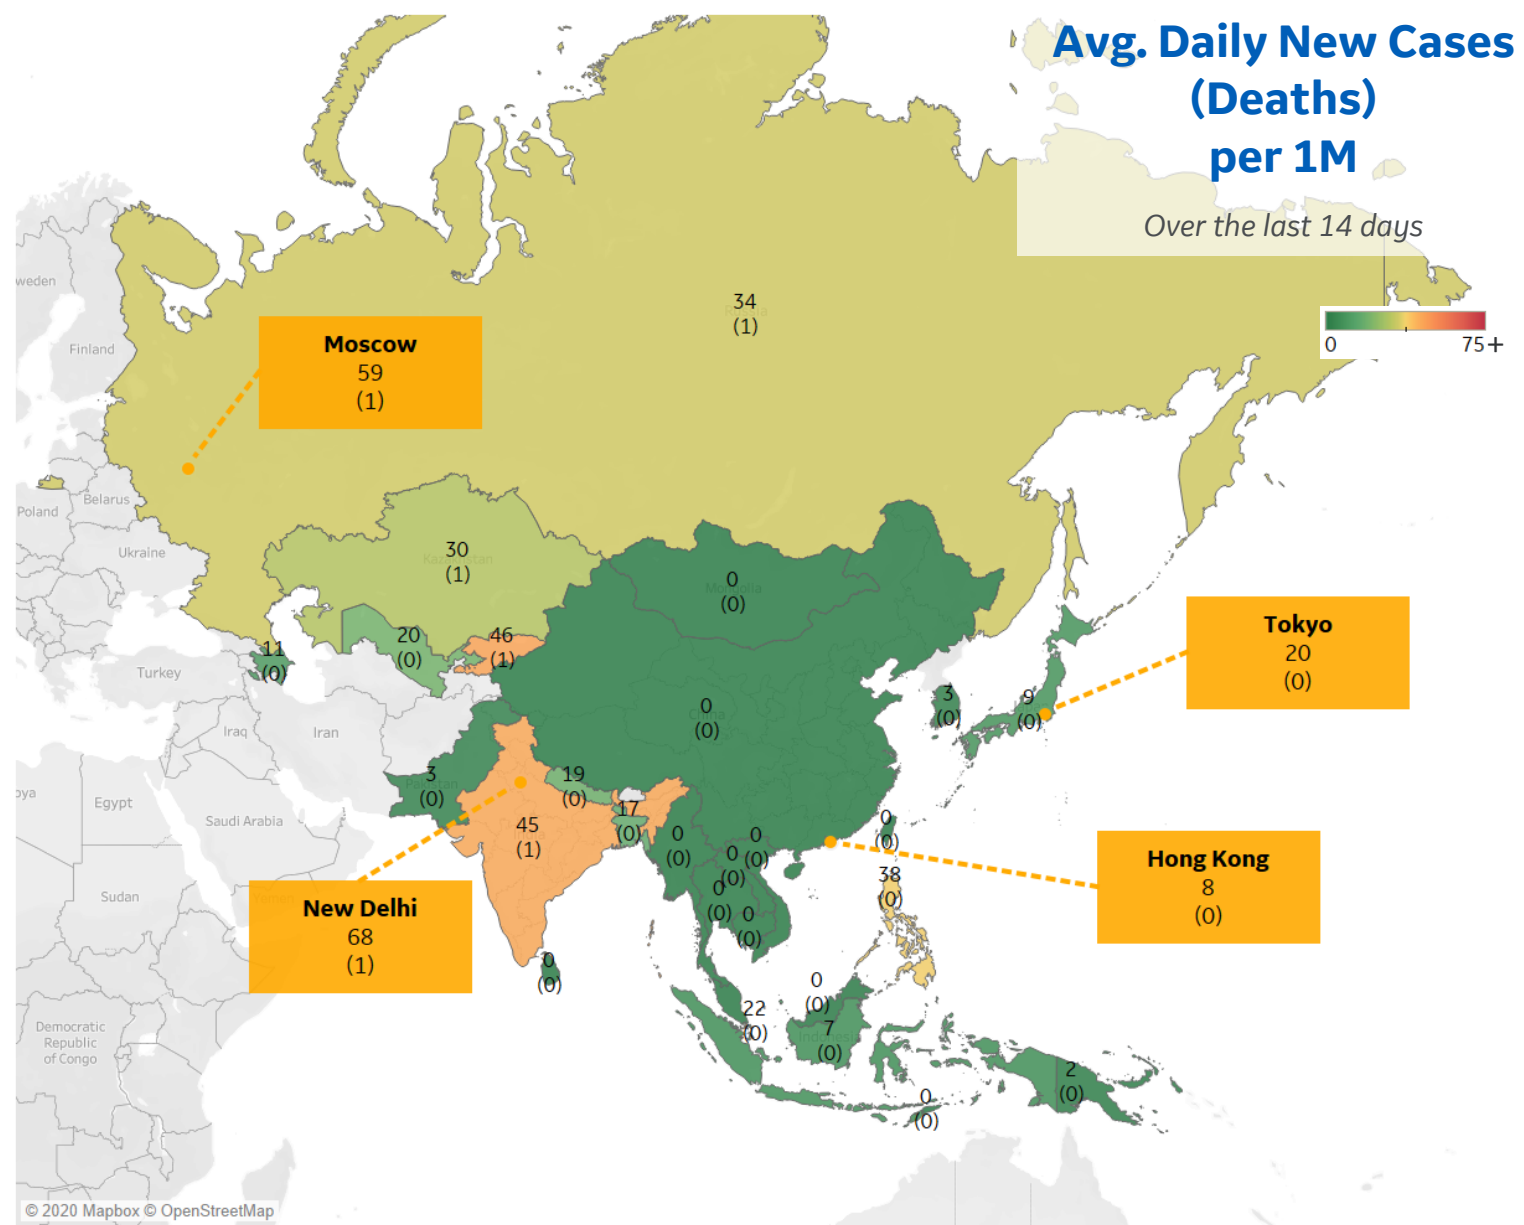 Avg. Daily New Cases
(Deaths)
per 1M
Over the last 14 days
0
75+
34
(1)
Moscow
59
(1)
Finland
Belarus
Poland
Ukraine
30
(1)
0
(0)
Tokyo
20
(0)
11
(0)
20
(0)
46
(1)
Turkey
3
(0)
9
(0)
0
China
(0)
Iraq
Iran
3
(0)
19
(0)
Egypt
Saudi Arabia
17
(0)
45
(1)
0
(0)
0
(0)
0
(0)
0
(0)
0
(0)
0
(0)
Hong Kong
8
(0)
38
(0)
Sudan
New Delhi
68
(1)
0
(0)
0
(0)
22
(0)
7
Indonesia
(0)
Democratic
Republic
of Congo
2
(0)
0
(0)
© 2020 Mapbox © OpenStreetMap